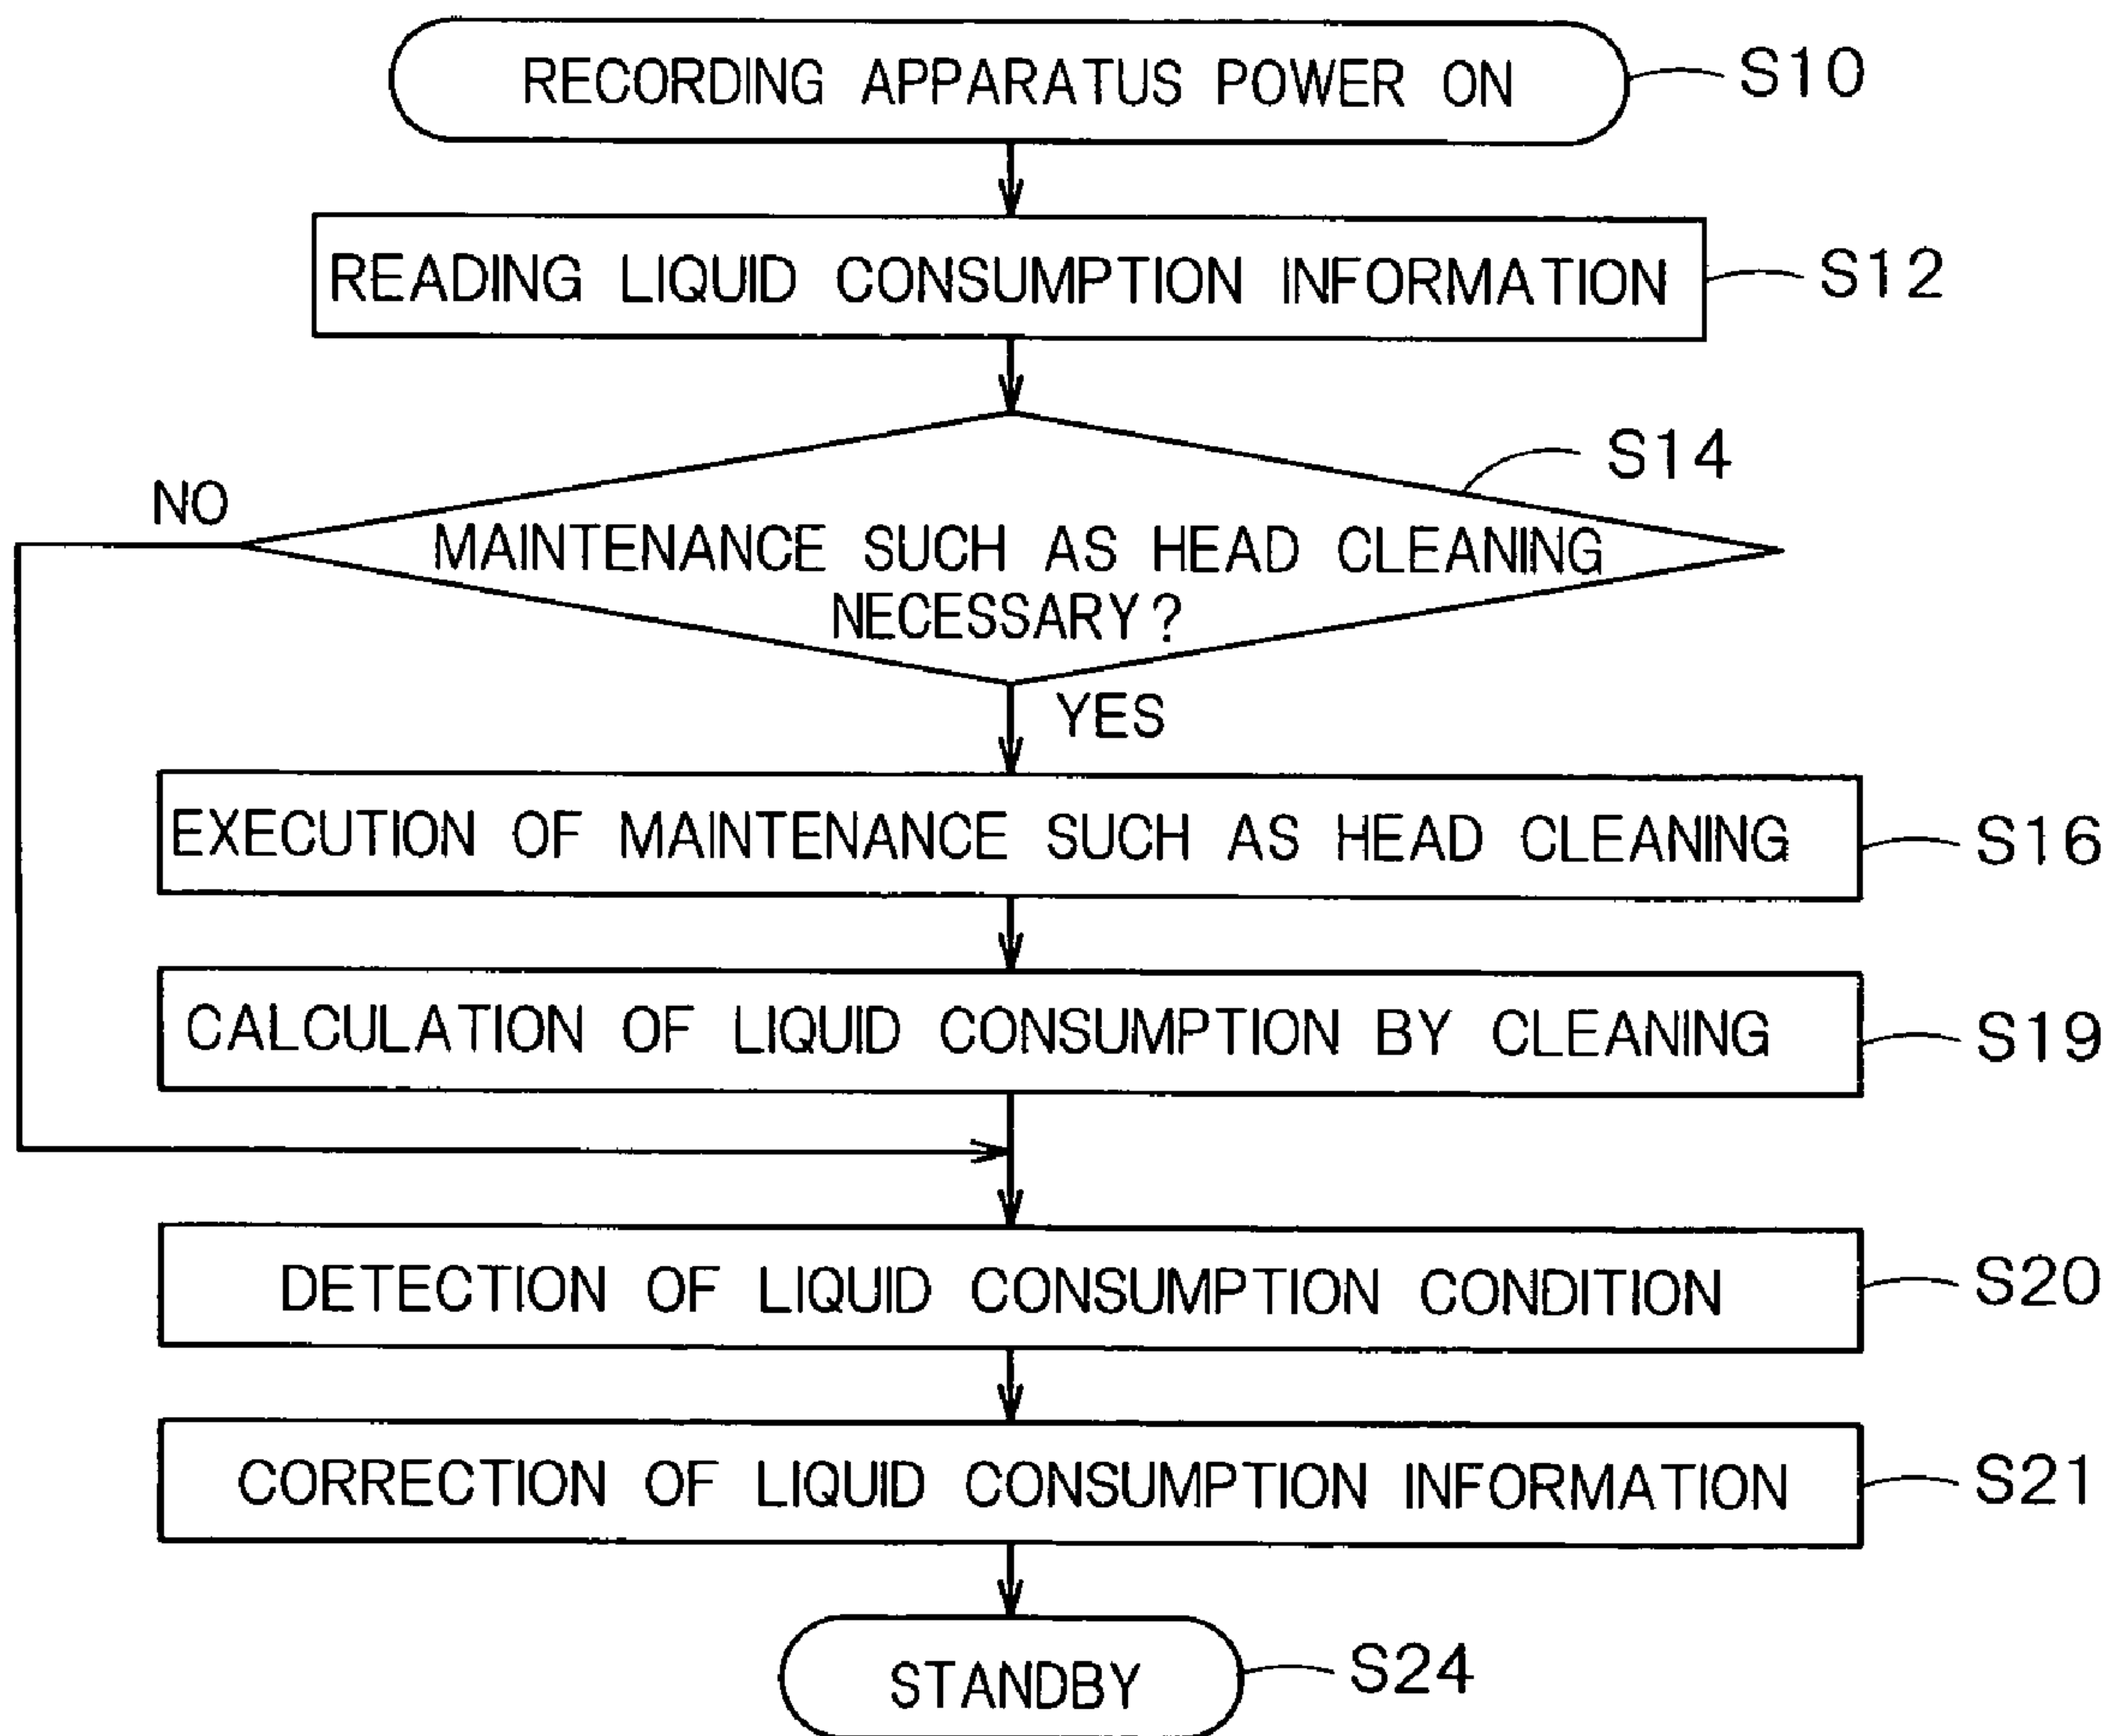 RECORDING APPARATUS POWER ON
S10
READING LIQUID CONSUMPTION INFORMATION
S12
S14
NO
MAINTENANCE SUCH AS HEAD CLEANING
NECESSARY?
YES
EXECUTION OF MAINTENANCE SUCH AS HEAD CLEANING
S16
CALCULATION OF LIQUID CONSUMPTION BY CLEANING
S19
DETECTION OF LIQUID CONSUMPTION CONDITION
S20
CORRECTION OF LIQUID CONSUMPTION INFORMATION
S21
STANDBY
S24